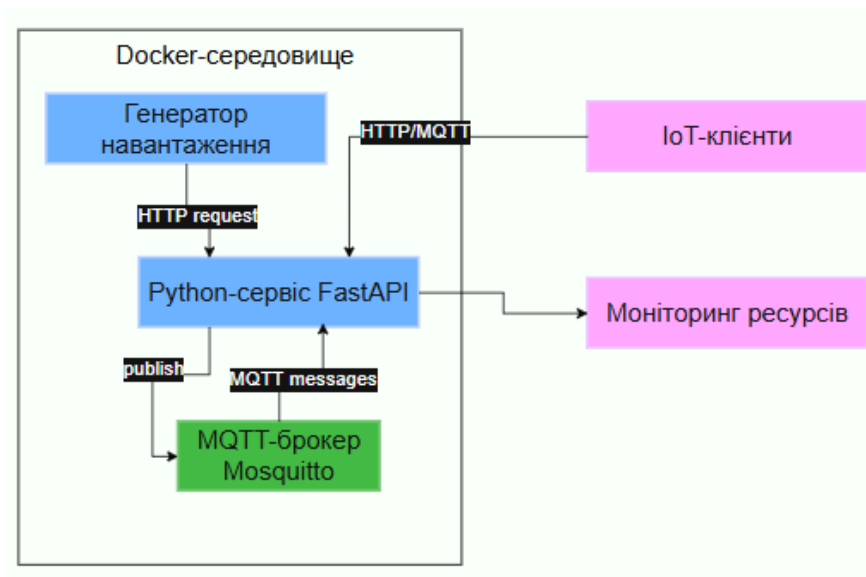 Docker-середовище
Генератор
навантаження
HTTP/MQTT
IoT-клієнти
HTTP request
Python-сервіс FastAPI
Моніторинг ресурсів
publish
MQTT messages
MQTT-брокер
Mosquitto